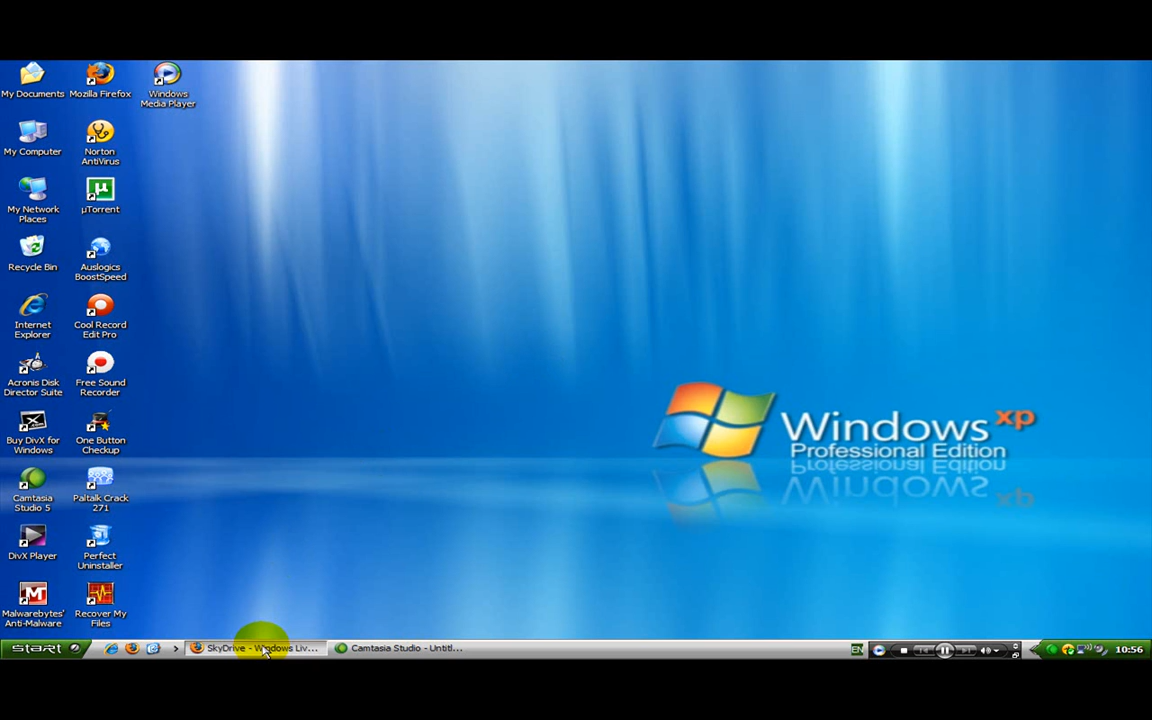 My Documents
Mozilla Firefox
Windows
Media Player
My Computer
Norton
AntiVirus
My Network
Places
µTorrent
Recycle Bin
Auslogics
BoostSpeed
Internet
Explorer
Cool Record
Edit Pro
Acronis Disk
Director Suite
Free Sound
Recorder
Buy DivX for
Windows
One Button
Checkup
Camtasia
Studio 5
Paltalk Crack
271
DivX Player
Perfect
Uninstaller
Malwarebytes'
Anti-Malware
Recover My
Files
Windows xp
Professional Edition
start
SkyDrive - Windows Liv...
Camtasia Studio - Untitl...
EN
10:56